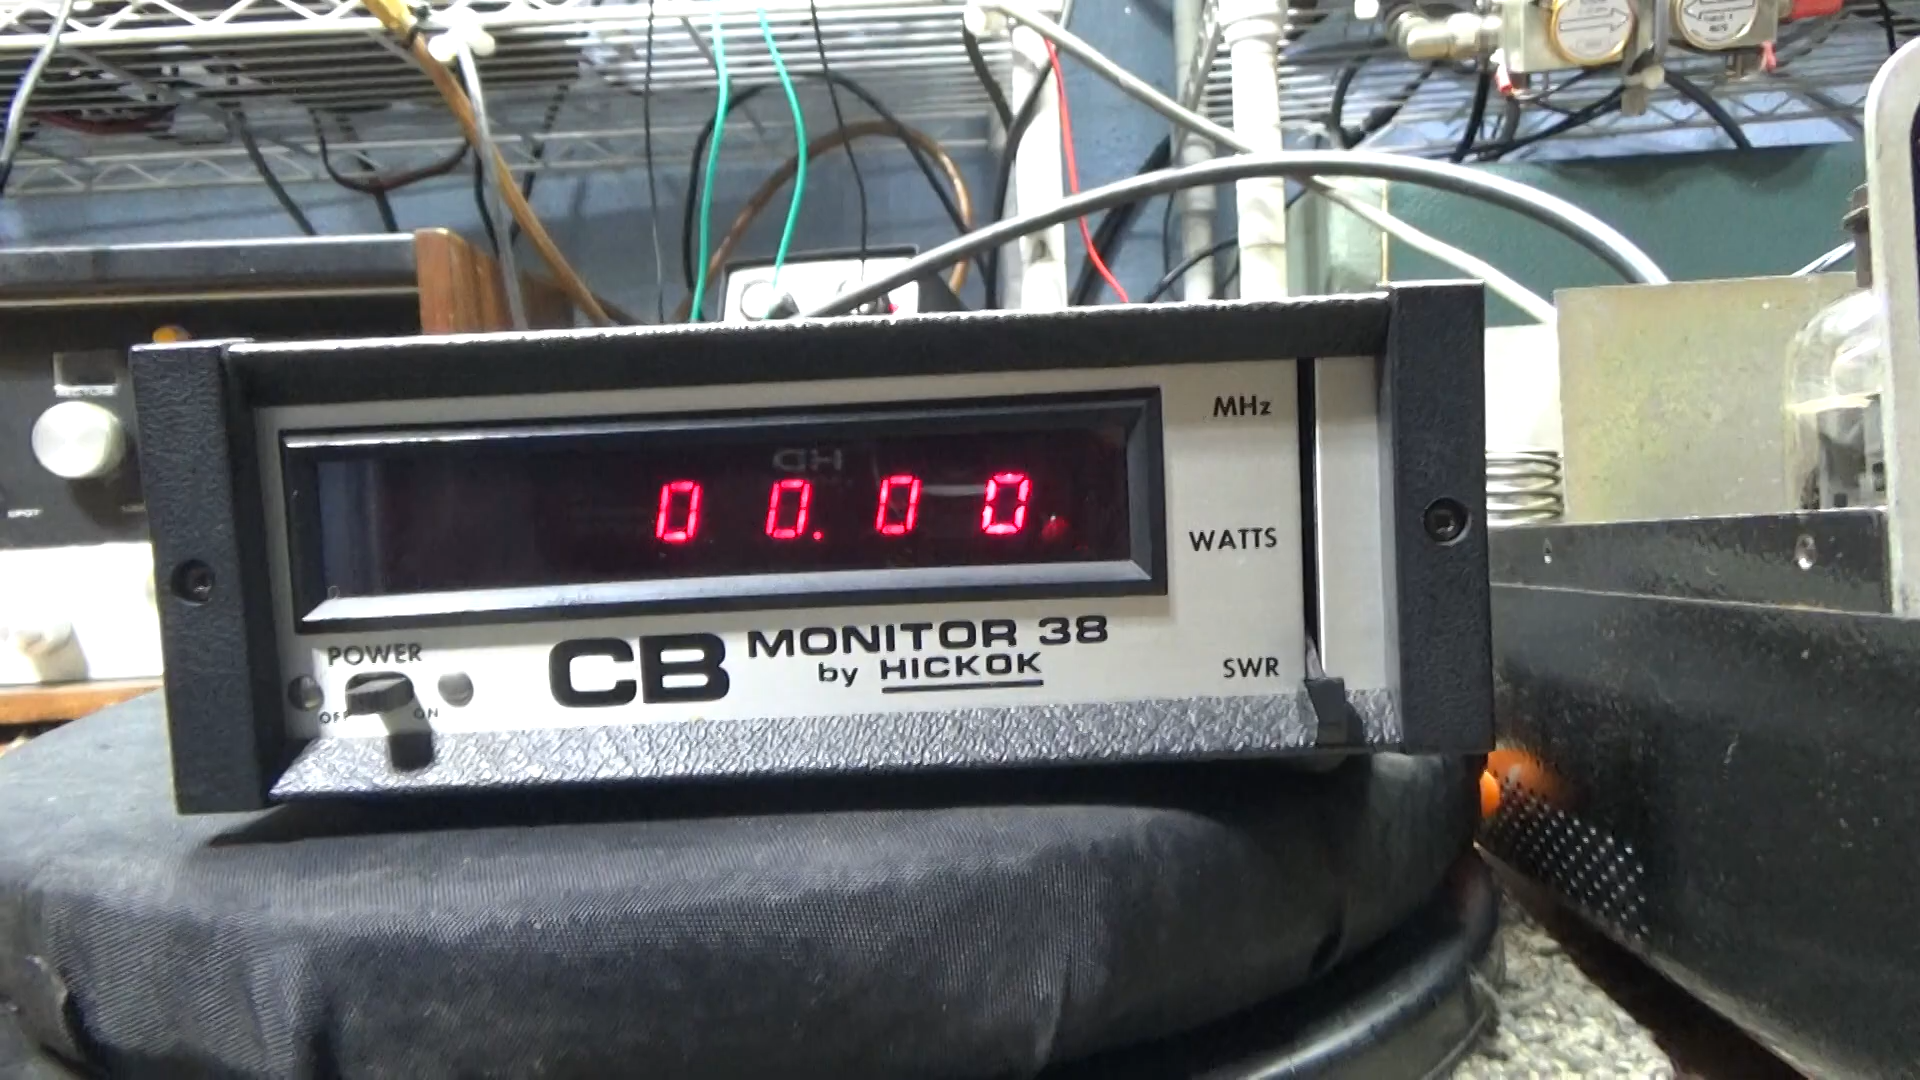 MHz
00.00
WATTS
POWER
OFF ON
CB MONITOR 38
by HICKOK
SWR